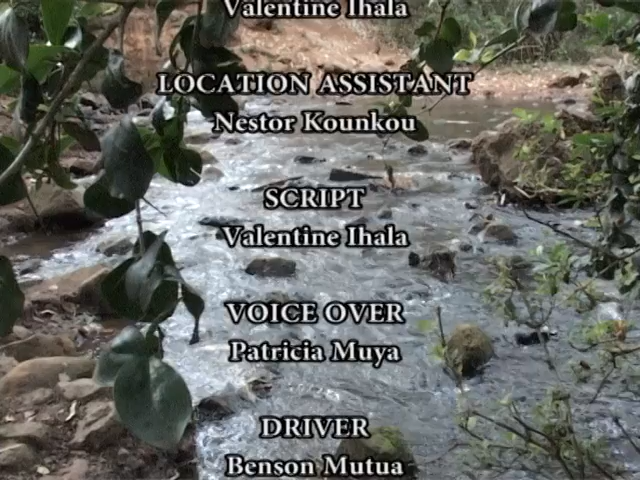 Valentine Ihala
LOCATION ASSISTANT
Nestor Kounkou
SCRIPT
Valentine Ihala
VOICE OVER
Patricia Muya
DRIVER
Benson Mutua